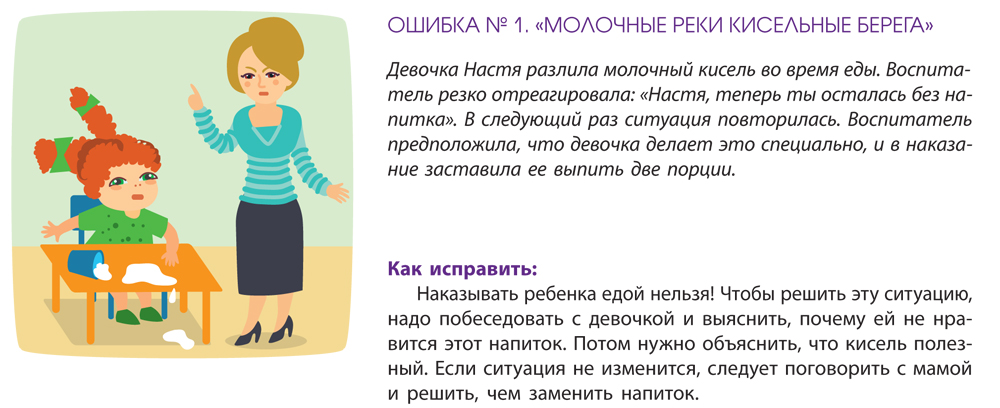 ОШИБКА № 1. «МОЛОЧНЫЕ РЕКИ КИСЕЛЬНЫЕ БЕРЕГА»
Девочка Настя разлила молочный кисель во время еды. Воспита-
тель резко отреагировала: «Настя, теперь ты осталась без на-
питка». В следующий раз ситуация повторилась. Воспитатель
предположила, что девочка делает это специально, и в наказа-
ние заставила ее выпить две порции.
Как исправить:
Наказывать ребенка едой нельзя! Чтобы решить эту ситуацию,
надо побеседовать с девочкой и выяснить, почему ей не нра-
вится этот напиток. Потом нужно объяснить, что кисель полез-
ный. Если ситуация не изменится, следует поговорить с мамой
и решить, чем заменить напиток.